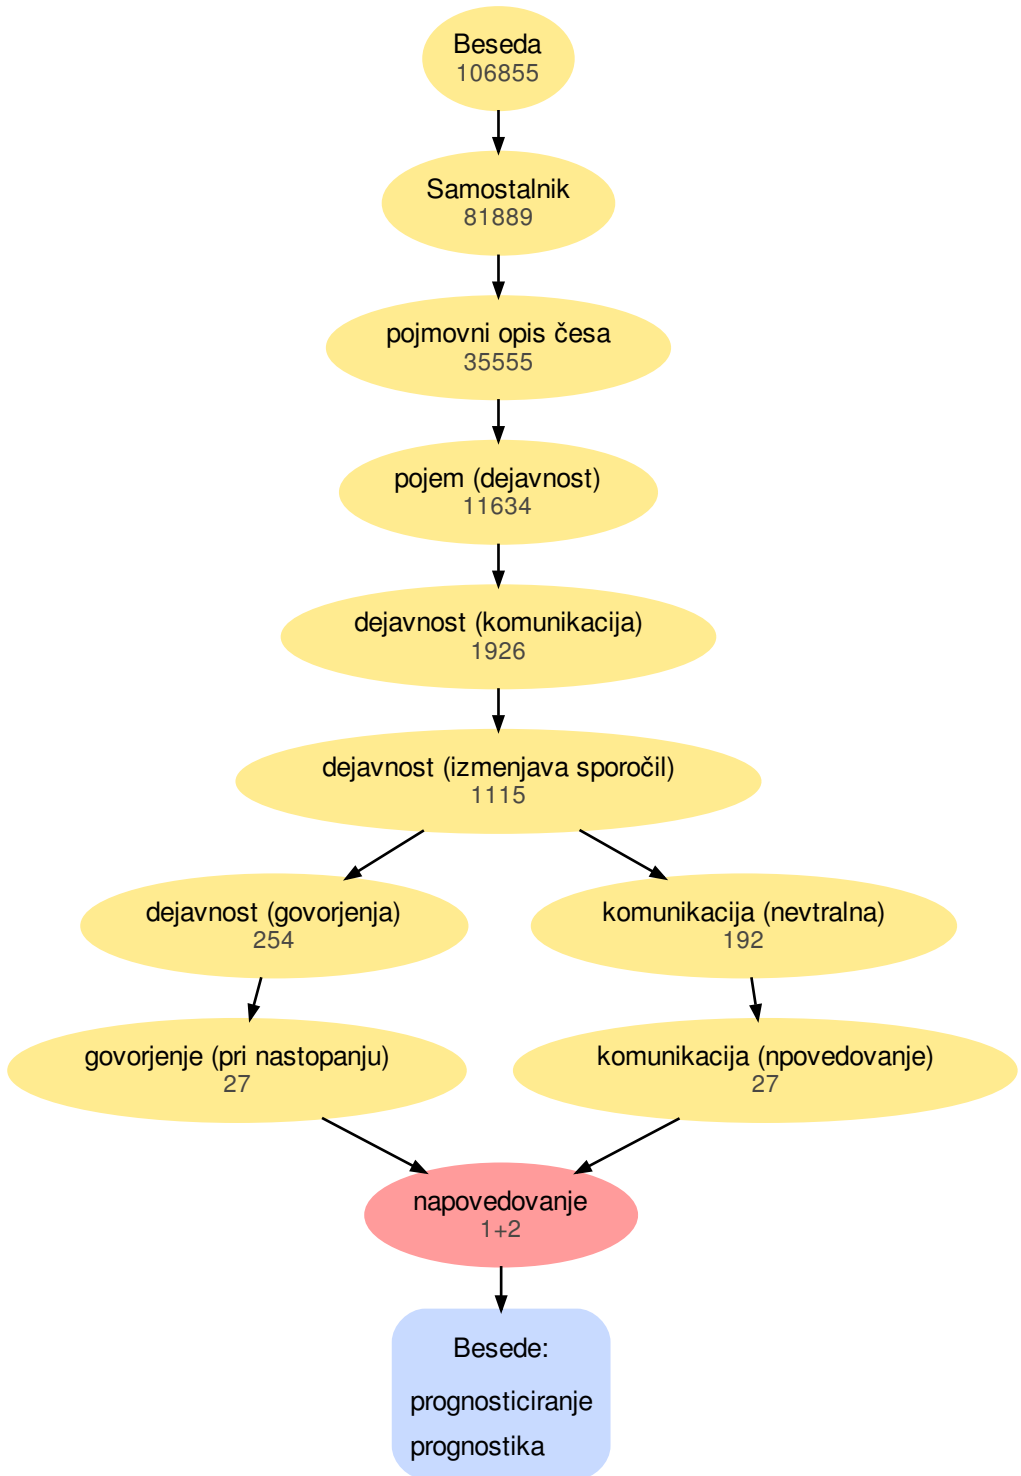 Beseda
106855
Samostalnik
81889
pojmovni opis česa
35555
pojem (dejavnost)
11634
dejavnost (komunikacija)
1926
dejavnost (izmenjava sporočil)
1115
dejavnost (govorjenja)
254
komunikacija (nevtralna)
192
govorjenje (pri nastopanju)
27
komunikacija (npovedovanje)
27
napovedovanje
1+2
Besede:
prognosticiranje
prognostika